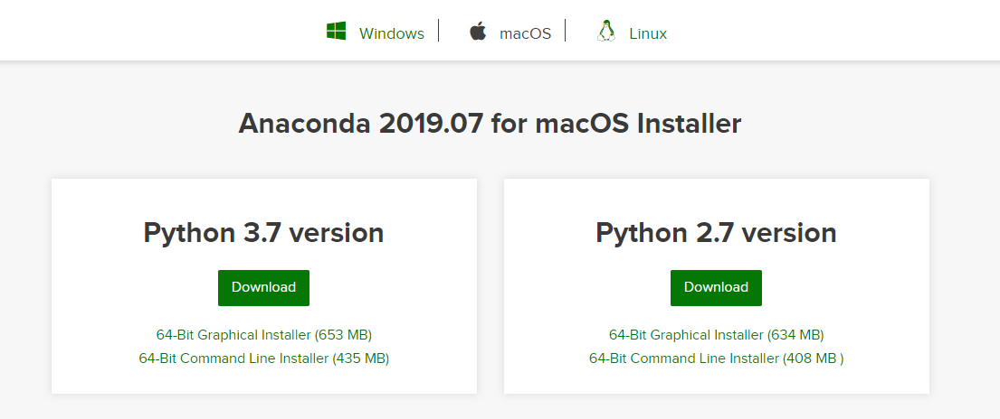 Windows macOS Linux
Anaconda 2019.07 for macOS Installer
Python 3.7 version
Download
64-Bit Graphical Installer (653 MB)
64-Bit Command Line Installer (435 MB)
Python 2.7 version
Download
64-Bit Graphical Installer (634 MB)
64-Bit Command Line Installer (408 MB )